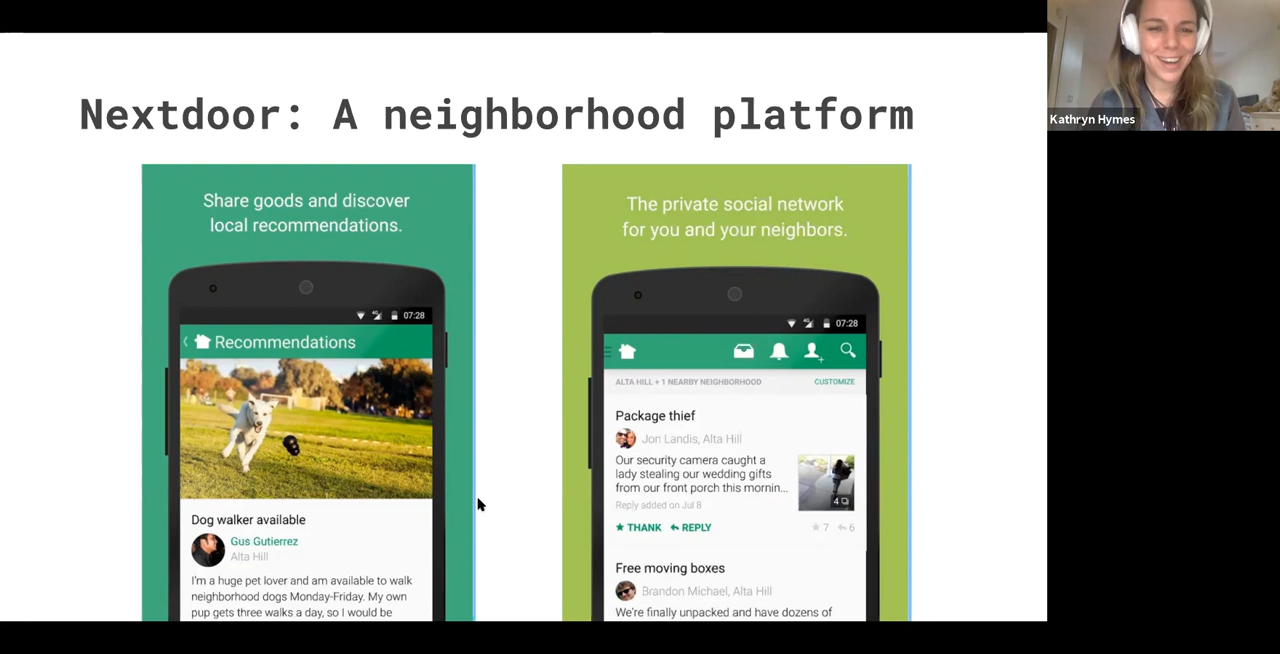 Nextdoor: A neighborhood platform
Kathryn Hymes
Share goods and discover
local recommendations.
4G
07:28
Recommendations
Dog walker available
Gus Gutierrez
Alta Hill
I'm a huge pet lover and am available to walk
neighborhood dogs Monday-Friday. My own
pup gets three walks a day, so I would be
The private social network
for you and your neighbors.
4G
07:28
ALTA HILL + 1 NEARBY NEIGHBORHOOD
CUSTOMIZE
Package thief
Jon Landis, Alta Hill
Our security camera caught a
lady stealing our wedding gifts
from our front porch this mornin...
4
Reply added on Jul 8
THANK REPLY
7 6
Free moving boxes
Brandon Michael, Alta Hill
We're finally unpacked and have dozens of